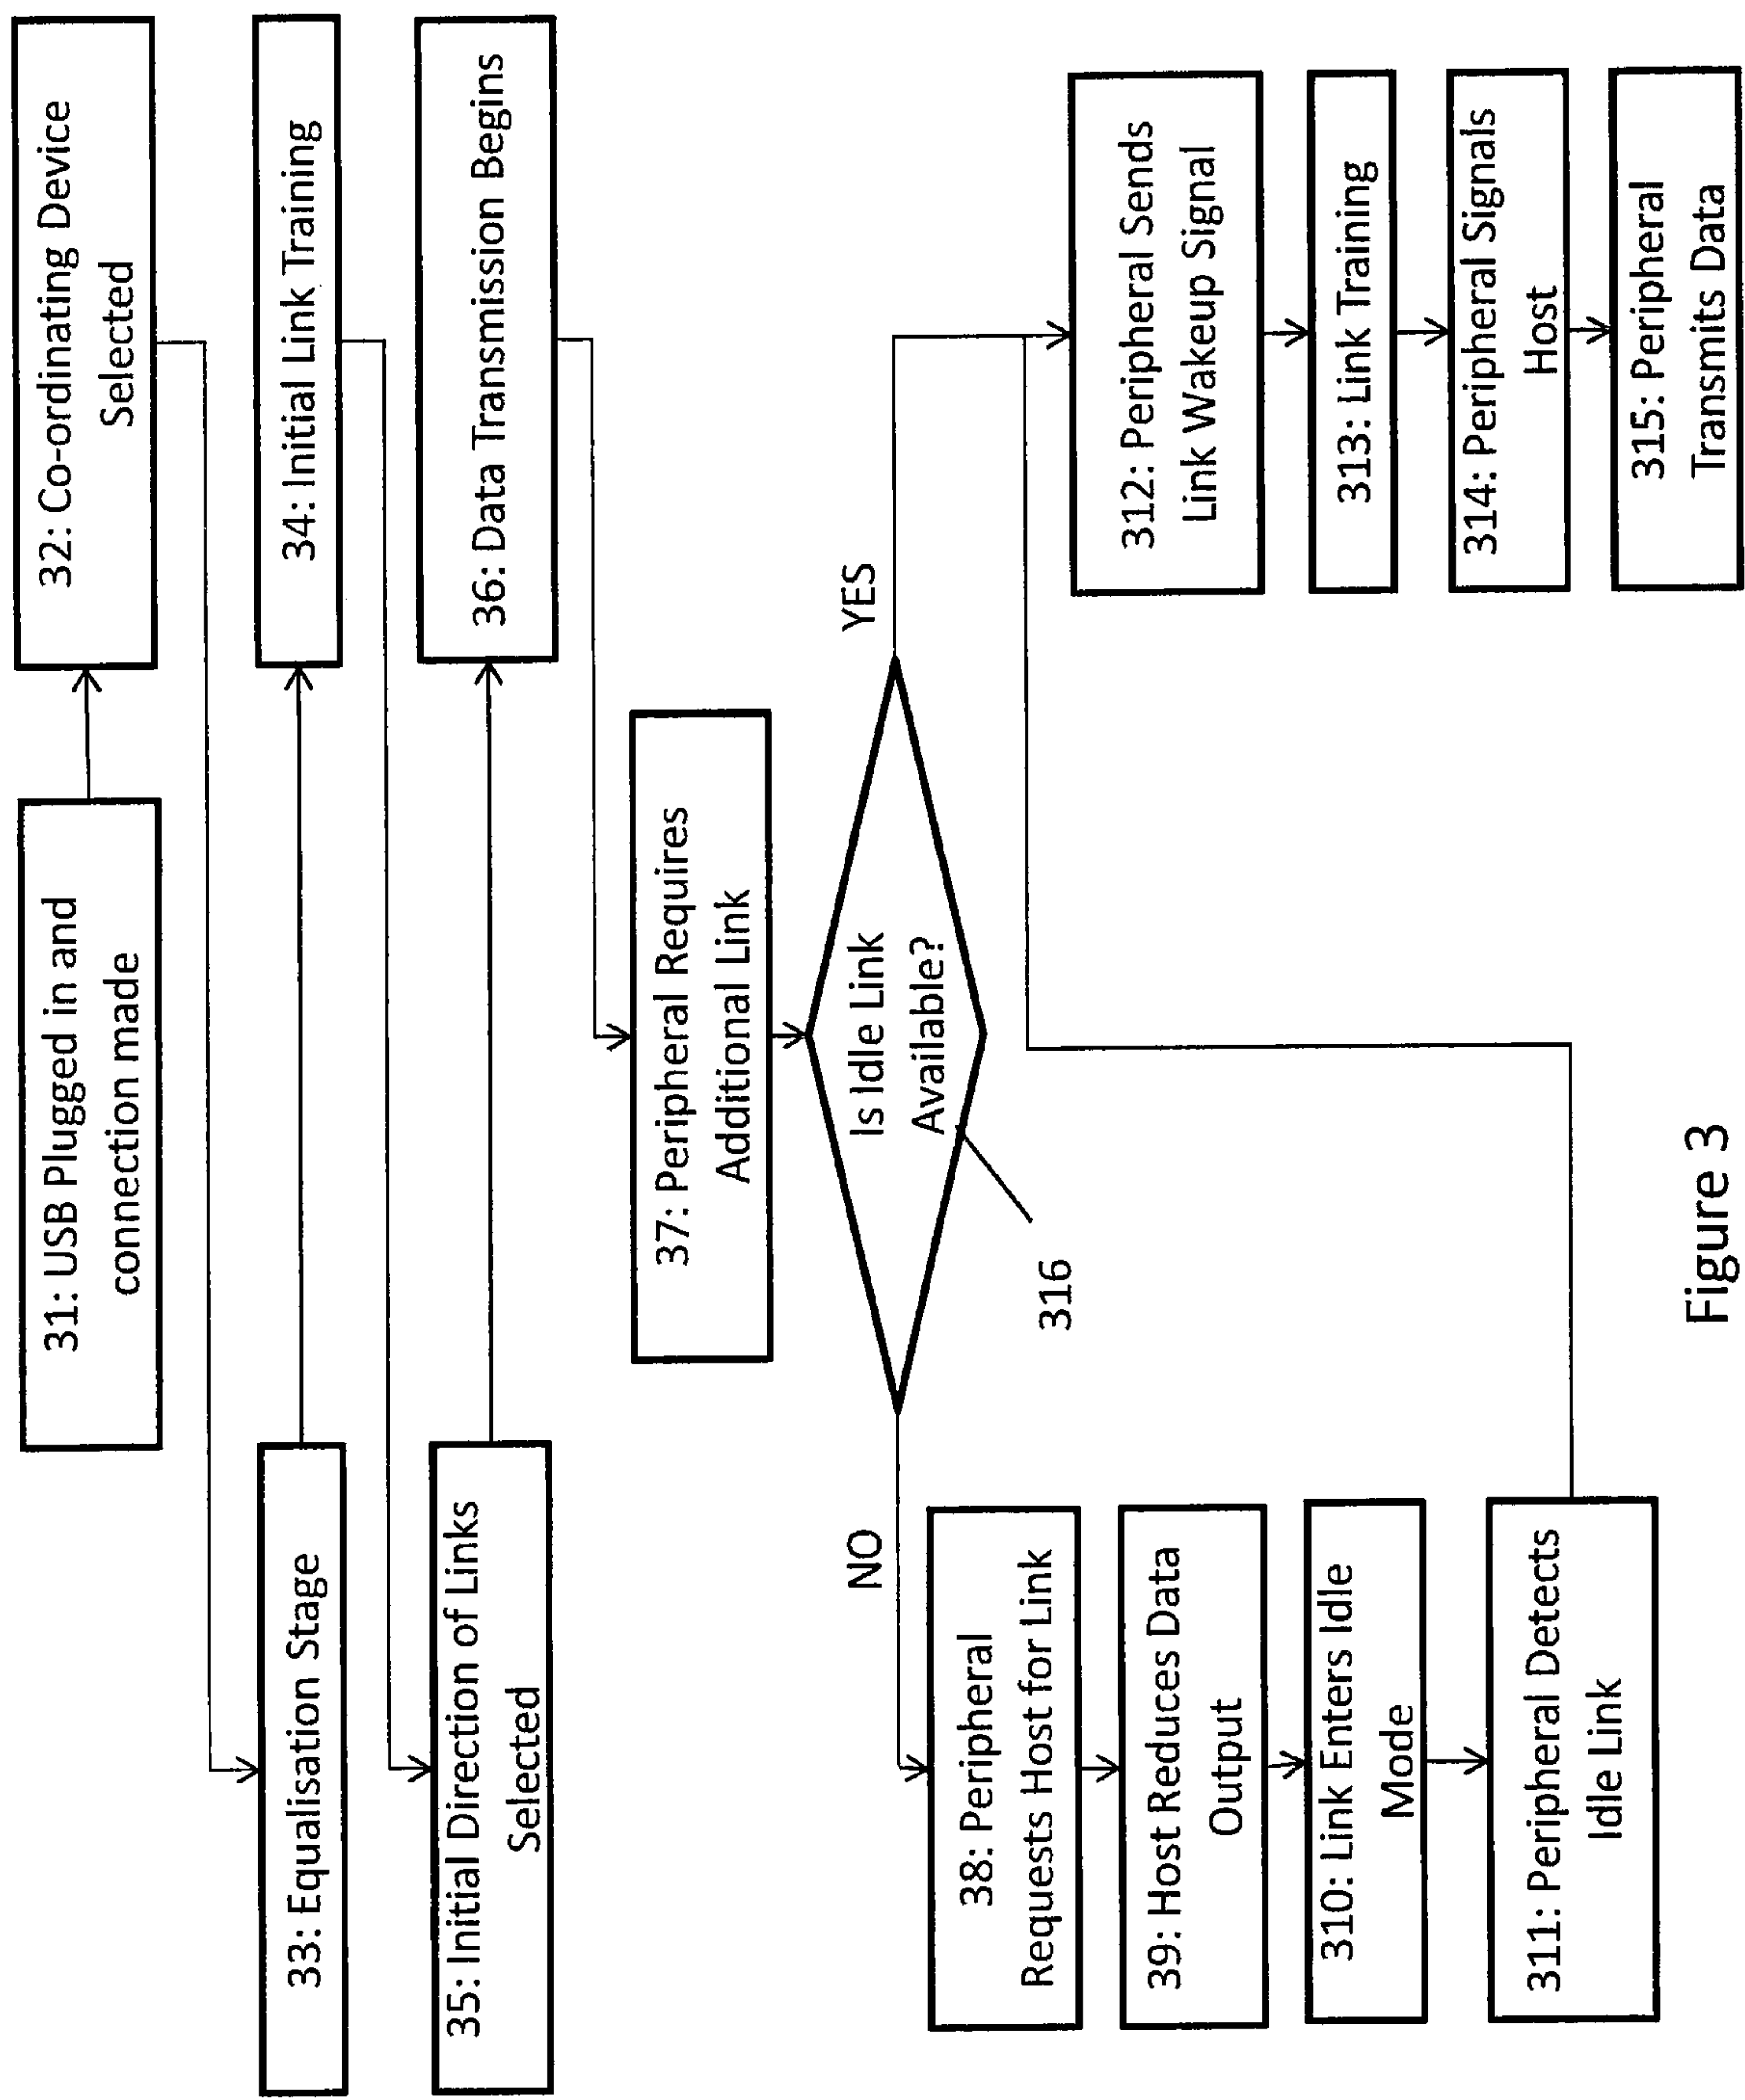 31: USB Plugged in and
connection made
32: Co-ordinating Device
Selected
33: Equalisation Stage
34: Initial Link Training
35: Initial Direction of Links
Selected
36: Data Transmission Begins
37: Peripheral Requires
Additional Link
Is Idle Link
Available?
316
NO
YES
38: Peripheral
Requests Host for Link
39: Host Reduces Data
Output
310: Link Enters Idle
Mode
311: Peripheral Detects
Idle Link
312: Peripheral Sends
Link Wakeup Signal
313: Link Training
314: Peripheral Signals
Host
315: Peripheral
Transmits Data
Figure 3